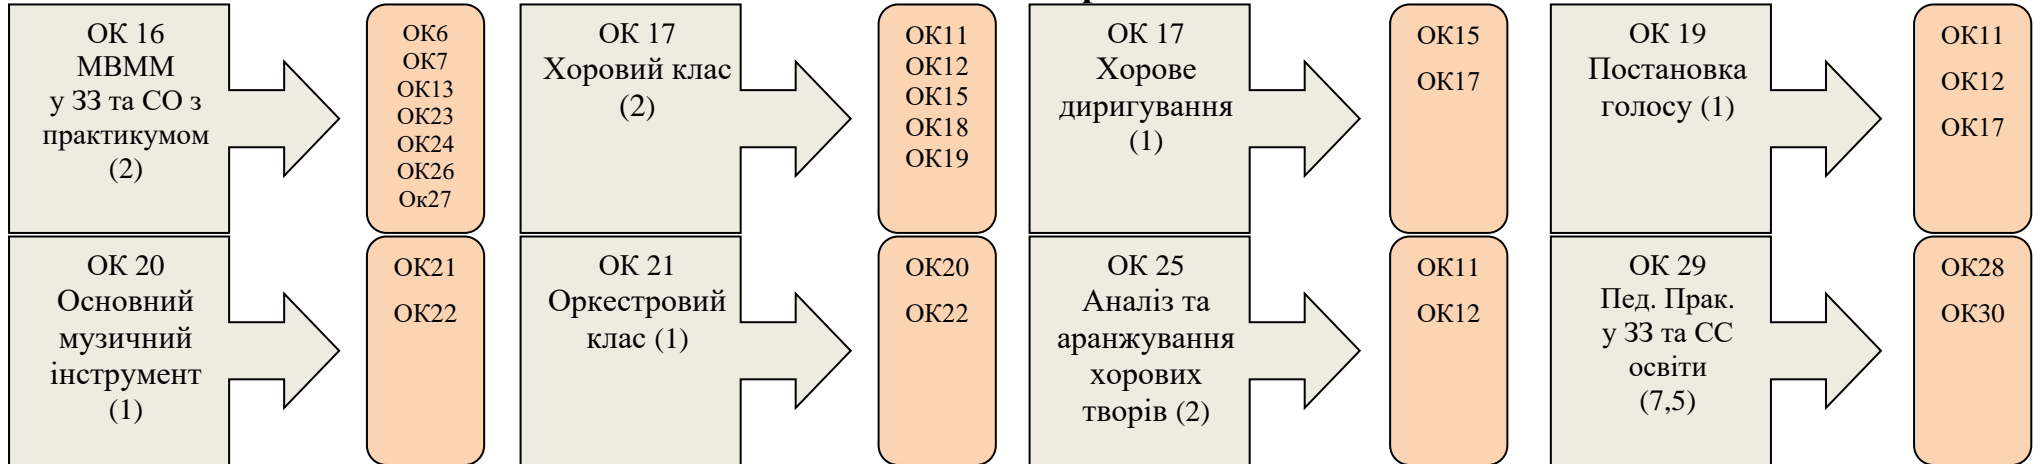 ОК 16
МВММ
у ЗЗ та СО з
практикумом
(2)
ОК6
ОК7
ОК13
ОК23
ОК24
ОК26
Ок27
ОК 17
Хоровий клас
(2)
ОК11
ОК12
ОК15
ОК18
ОК19
ОК 17
Хорове
диригування
(1)
ОК15
ОК17
ОК 19
Постановка
голосу (1)
ОК11
ОК12
ОК17
ОК 20
Основний
музичний
інструмент
(1)
ОК21
ОК22
ОК 21
Оркестровий
клас (1)
ОК20
ОК22
ОК 25
Аналіз та
аранжування
хорових
творів (2)
ОК11
ОК12
ОК 29
Пед. Прак.
у ЗЗ та СС
освіти
(7,5)
ОК28
ОК30